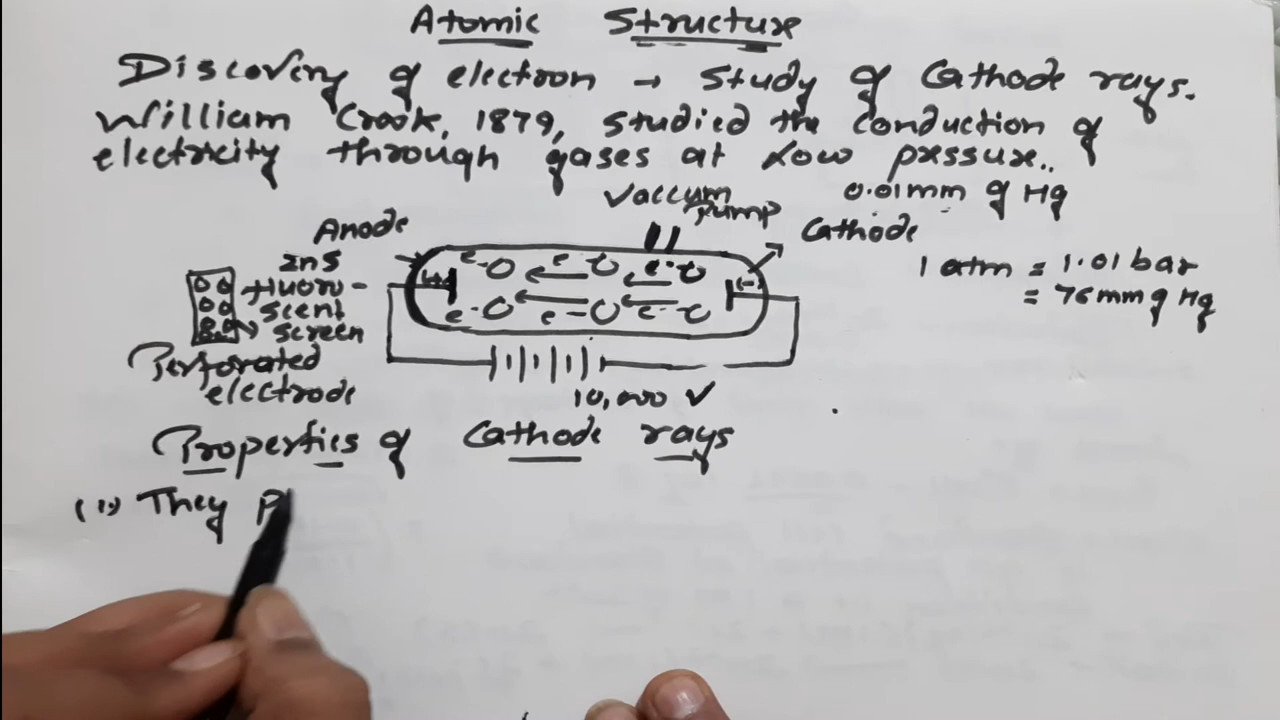 Atomic Structure
Discovery of electron → Study of Cathode rays.
William Crook, 1879, studied the conduction of
electricity through gases at low pressure..
0.01mm of Hg
Vaccum
Pump
Anode
Cathode
ZnS
fluoro-
scent
screen
Perforated
electrode
e- e- e-
e- e- e-
(+)
(-)
1 atm = 1.01 bar
= 76 mm of Hg
10,000 V
Properties of Cathode rays
(1) They P